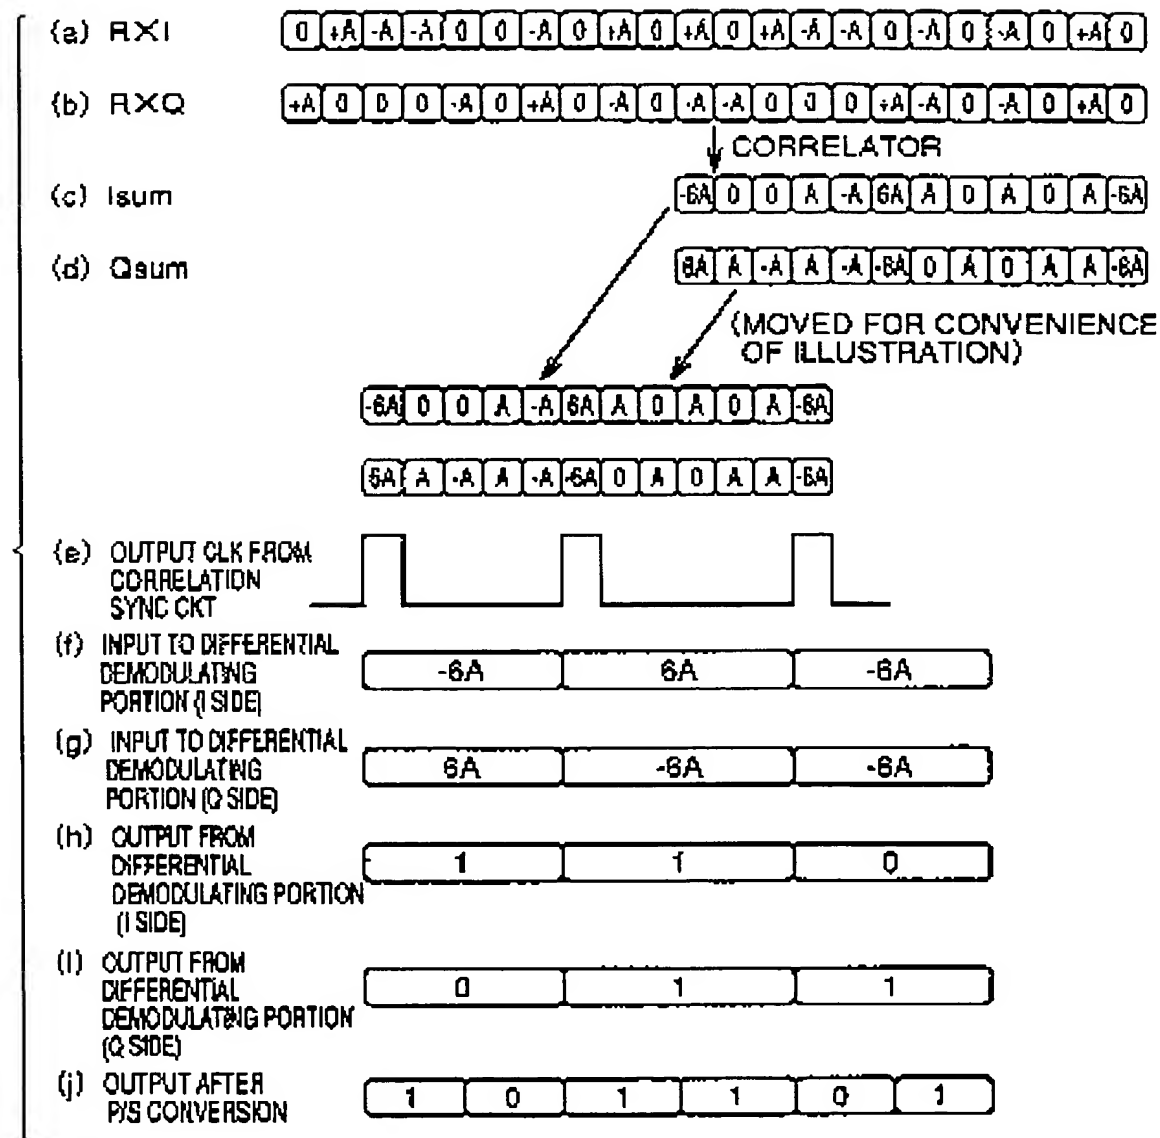 (a) RXI 0 +A -A -A 0 0 -A 0 +A 0 +A 0 +A -A -A 0 -A 0 -A 0 +A 0
(b) RXQ +A 0 0 0 -A 0 +A 0 -A 0 -A -A 0 0 0 +A -A 0 -A 0 +A 0
CORRELATOR
(c) Isum -6A 0 0 A -A 6A A 0 A 0 A -6A
(d) Qsum 6A A -A A -A -6A 0 A 0 A A -6A
(MOVED FOR CONVENIENCE
OF ILLUSTRATION)
-6A 0 0 A -A 6A A 0 A 0 A -6A
6A A -A A -A -6A 0 A 0 A A -6A
(e) OUTPUT CLK FROM
CORRELATION
SYNC CKT
(f) INPUT TO DIFFERENTIAL
DEMODULATING
PORTION (I SIDE)
-6A 6A -6A
(g) INPUT TO DIFFERENTIAL
DEMODULATING
PORTION (Q SIDE)
6A -6A -6A
(h) OUTPUT FROM
DIFFERENTIAL
DEMODULATING PORTION
(I SIDE)
1 1 0
(I) OUTPUT FROM
DIFFERENTIAL
DEMODULATING PORTION
(Q SIDE)
0 1 1
(j) OUTPUT AFTER
P/S CONVERSION
1 0 1 1 0 1